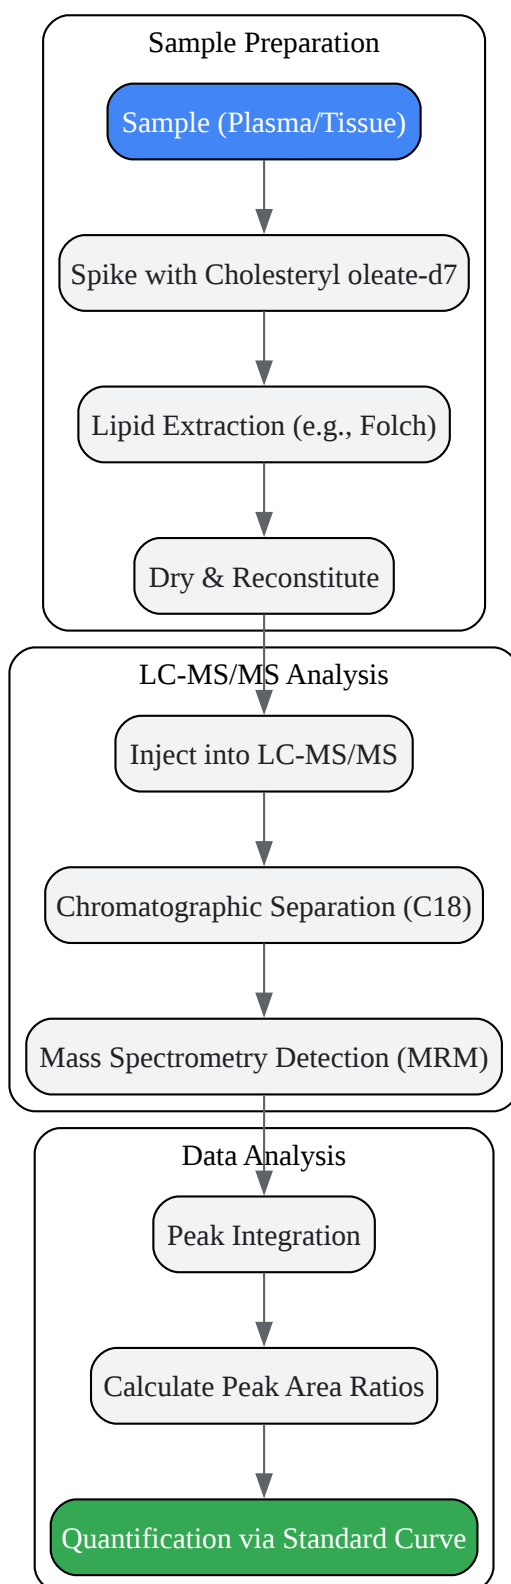 Sample Preparation
Sample (Plasma/Tissue)
Spike with Cholesteryl oleate-d7
Lipid Extraction (e.g., Folch)
Dry & Reconstitute
LC-MS/MS Analysis
Inject into LC-MS/MS
Chromatographic Separation (C18)
Mass Spectrometry Detection (MRM)
Data Analysis
Peak Integration
Calculate Peak Area Ratios
Quantification via Standard Curve